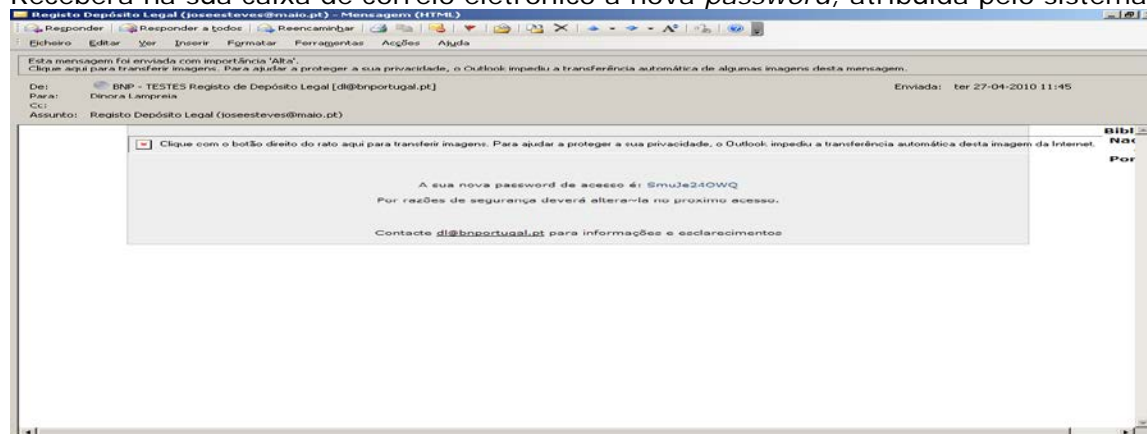 Receberá na sua caixa de correio eletrónico a nova password, atribuída pelo sistema
Registo Depósito Legal (joseesteves@maio.pt) - Mensagem (HTML)
Responder Responder a todos Reencaminhar
Ficheiro Editar Ver Inserir Formatar Ferramentas Acções Ajuda
Esta mensagem foi enviada com importância 'Alta'.
Clique aqui para transferir imagens. Para ajudar a proteger a sua privacidade, o Outlook impediu a transferência automática de algumas imagens desta mensagem.
De: BNP - TESTES Registo de Depósito Legal [dl@bnportugal.pt] Enviada: ter 27-04-2010 11:45
Para: Dinora Lampreia
Cc:
Assunto: Registo Depósito Legal (joseesteves@maio.pt)
Bibl
Clique com o botão direito do rato aqui para transferir imagens. Para ajudar a proteger a sua privacidade, o Outlook impediu a transferência automática desta imagem da Internet. Nac
Por
A sua nova password de acesso é: SmuJe24OWQ
Por razões de segurança deverá altera-la no proximo acesso.
Contacte dl@bnportugal.pt para informações e esclarecimentos